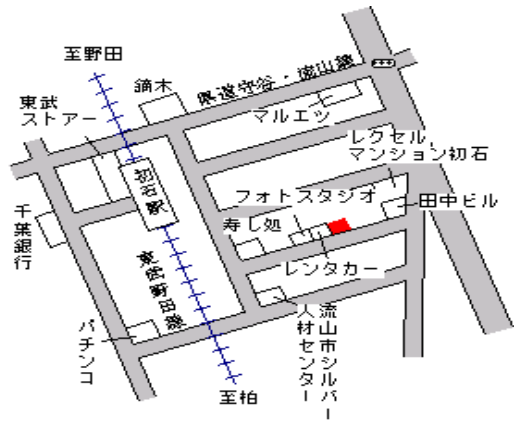 至野田
東武
ストアー
鏑木
県道守谷・流山線
マルエツ
レクセル
マンション初石
フォトスタジオ
田中ビル
寿し処
千葉銀行
初石駅
東武野田線
レンタカー
パチンコ
流山市シルバー
人材センター
至柏